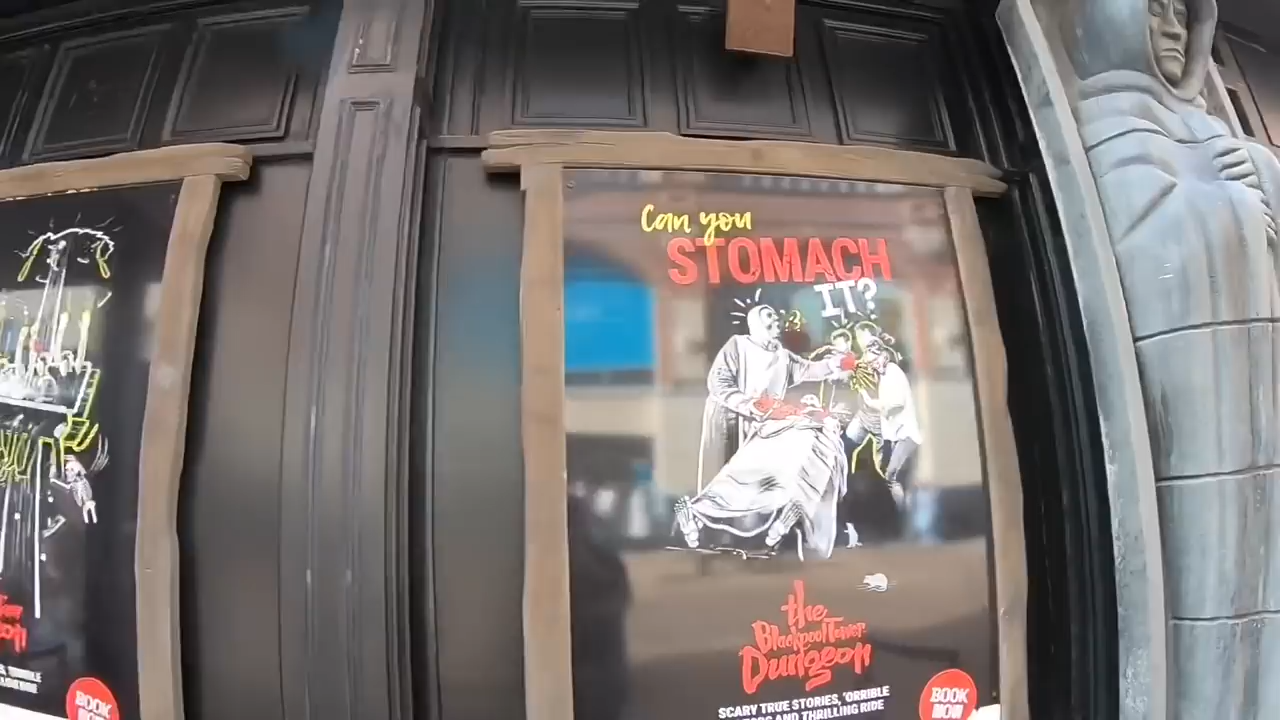 Can you
STOMACH
IT?
the
Blackpool Tower
Dungeon
SCARY TRUE STORIES, 'ORRIBLE
AND THRILLING RIDE
BOOK
NOW
BOOK